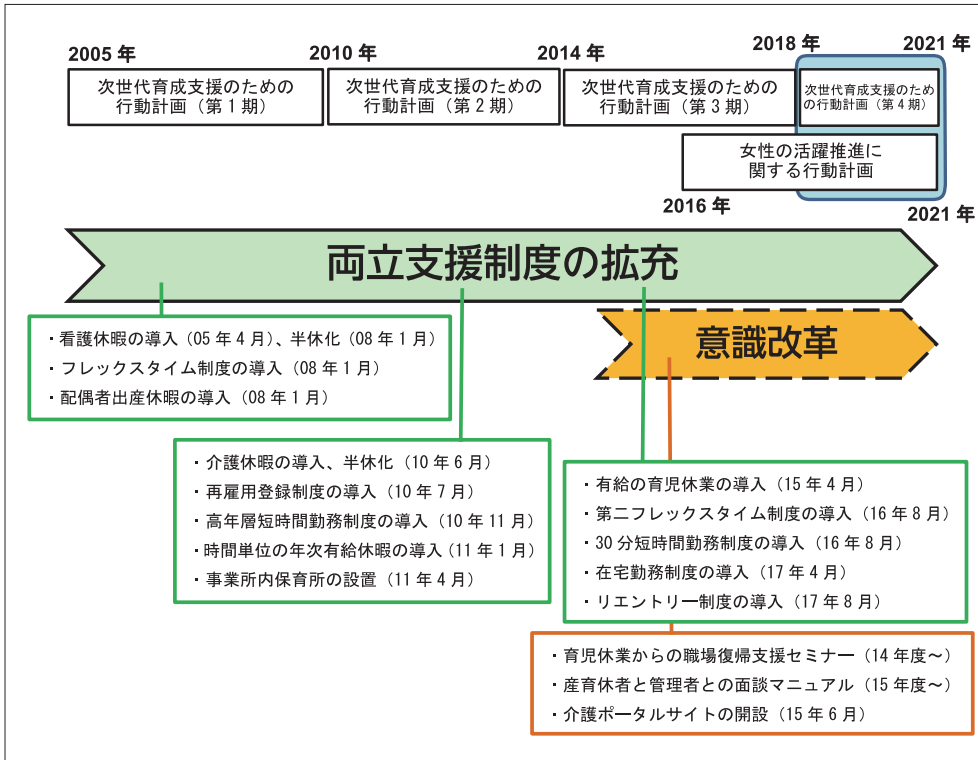 2005 年
2010 年
2014 年
2018 年
2021 年
次世代育成支援のための
行動計画（第１期）
次世代育成支援のための
行動計画（第２期）
次世代育成支援のための
行動計画（第３期）
次世代育成支援のため
の行動計画（第４期）
女性の活躍推進に
関する行動計画
2016 年
2021 年
両立支援制度の拡充
意識改革
・看護休暇の導入（05 年４月）、半休化（08 年１月）
・フレックスタイム制度の導入（08 年１月）
・配偶者出産休暇の導入（08 年１月）
・介護休暇の導入、半休化（10 年６月）
・再雇用登録制度の導入（10 年７月）
・高年層短時間勤務制度の導入（10 年 11 月）
・時間単位の年次有給休暇の導入（11 年１月）
・事業所内保育所の設置（11 年４月）
・有給の育児休業の導入（15 年４月）
・第二フレックスタイム制度の導入（16 年８月）
・30 分短時間勤務制度の導入（16 年８月）
・在宅勤務制度の導入（17 年４月）
・リエントリー制度の導入（17 年８月）
・育児休業からの職場復帰支援セミナー（14 年度～）
・産育休者と管理者との面談マニュアル（15 年度～）
・介護ポータルサイトの開設（15 年６月）